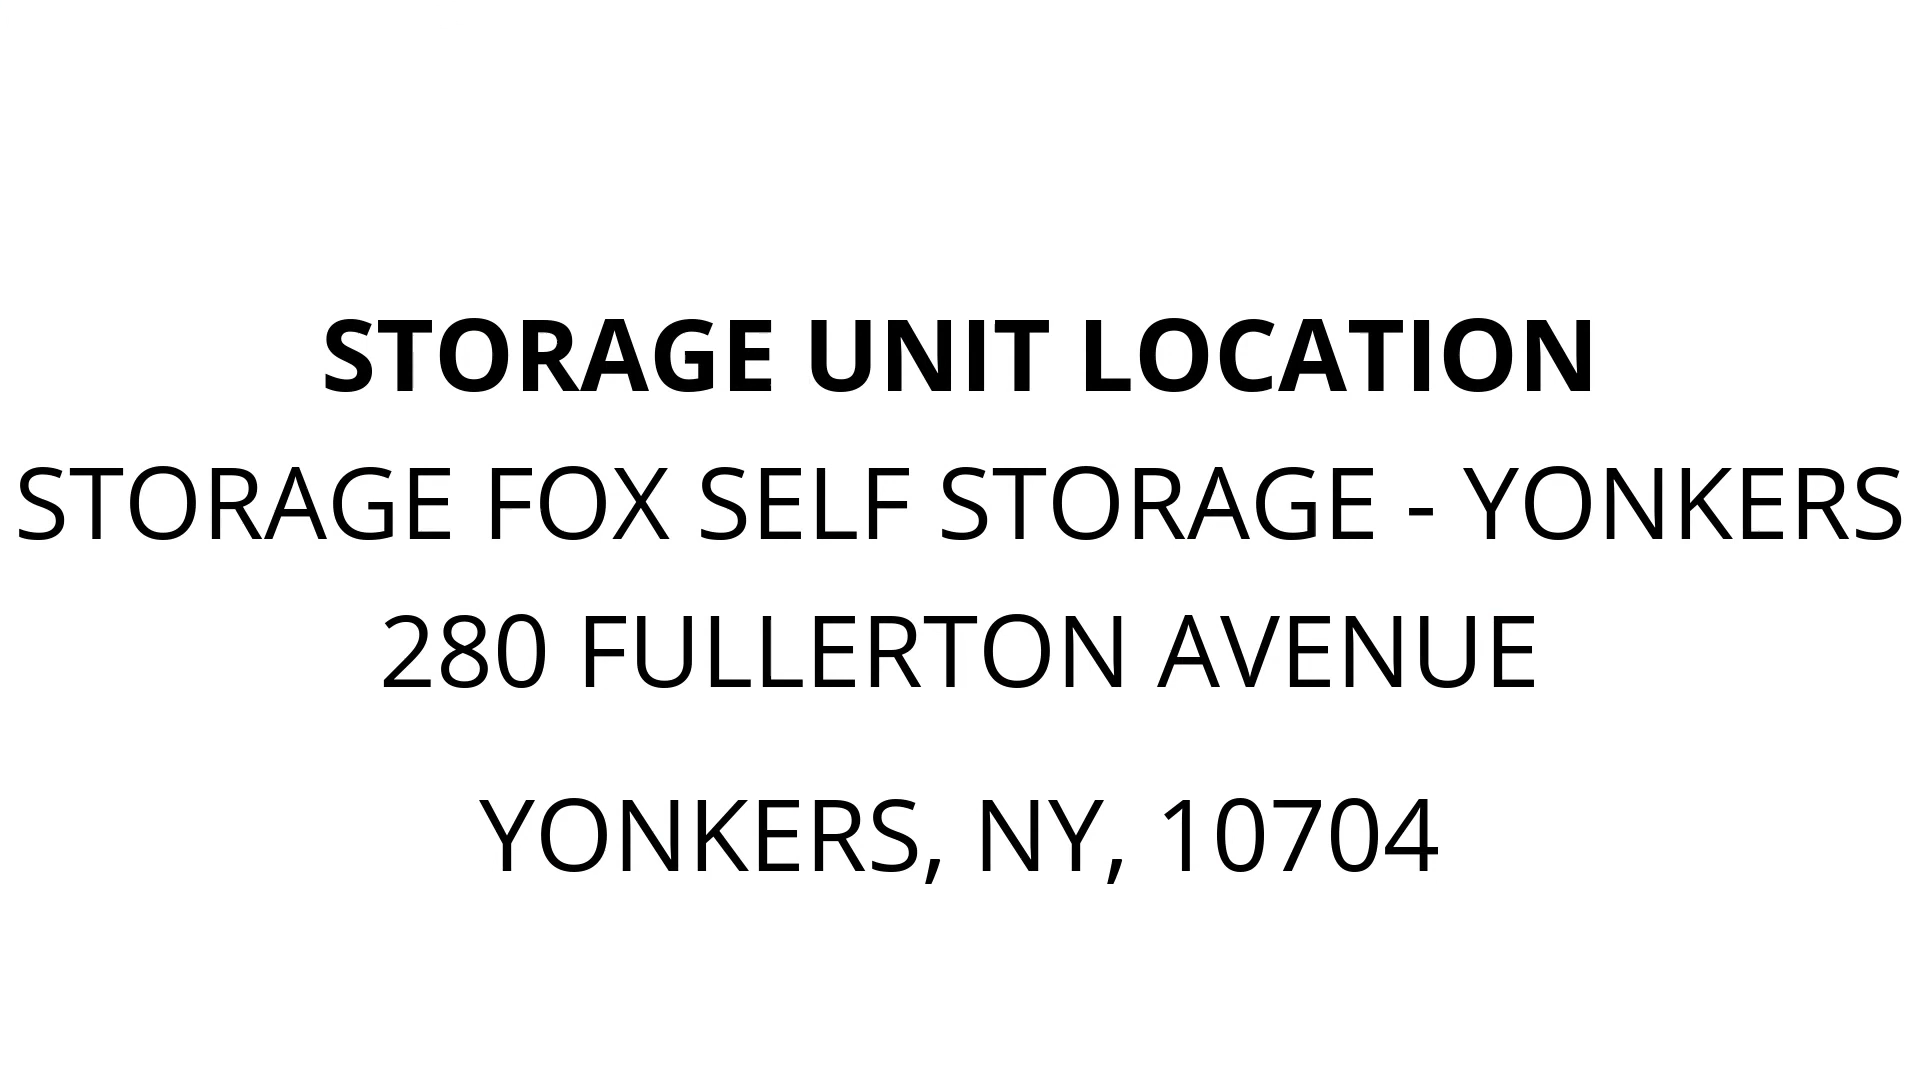 STORAGE UNIT LOCATION
STORAGE FOX SELF STORAGE - YONKERS
280 FULLERTON AVENUE
YONKERS, NY, 10704